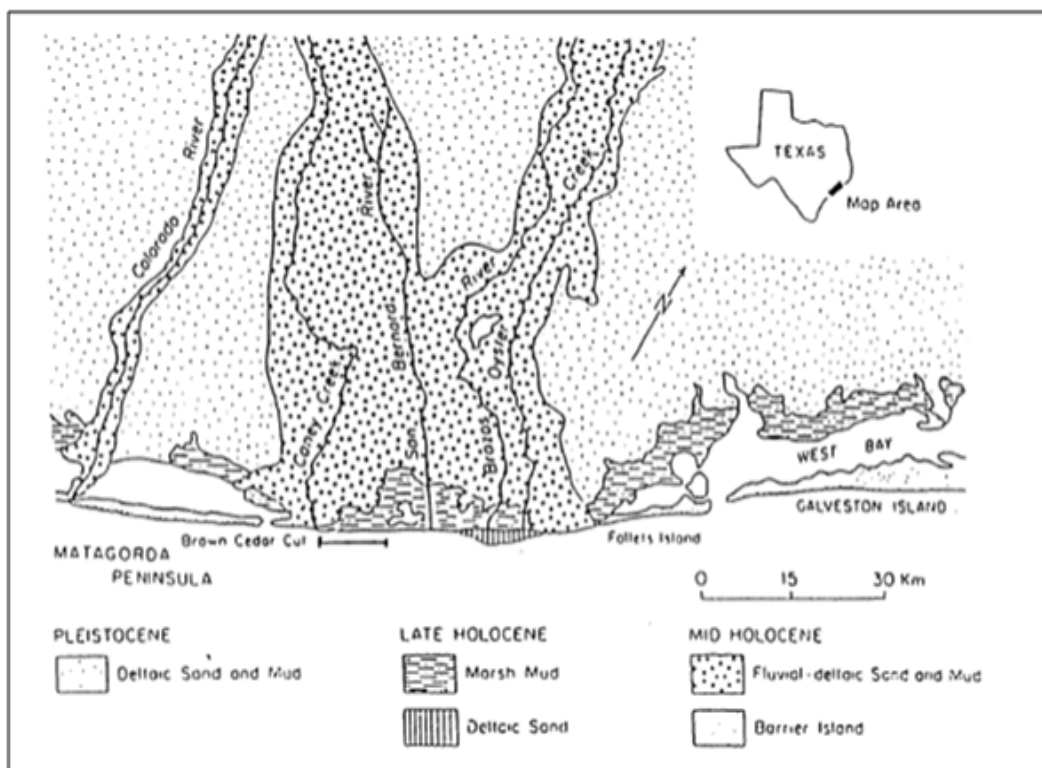 Colorado River
River
Creek
TEXAS
Map Area
River
N
Bernard
Oyster
Caney Creek
San
Brazos
WEST BAY
GALVESTON ISLAND
Brown Cedar Cut
Follets Island
MATAGORDA
PENINSULA
0 15 30 Km
PLEISTOCENE
Deltaic Sand and Mud
LATE HOLOCENE
Marsh Mud
Deltaic Sand
MID HOLOCENE
Fluvial-deltaic Sand and Mud
Barrier Island